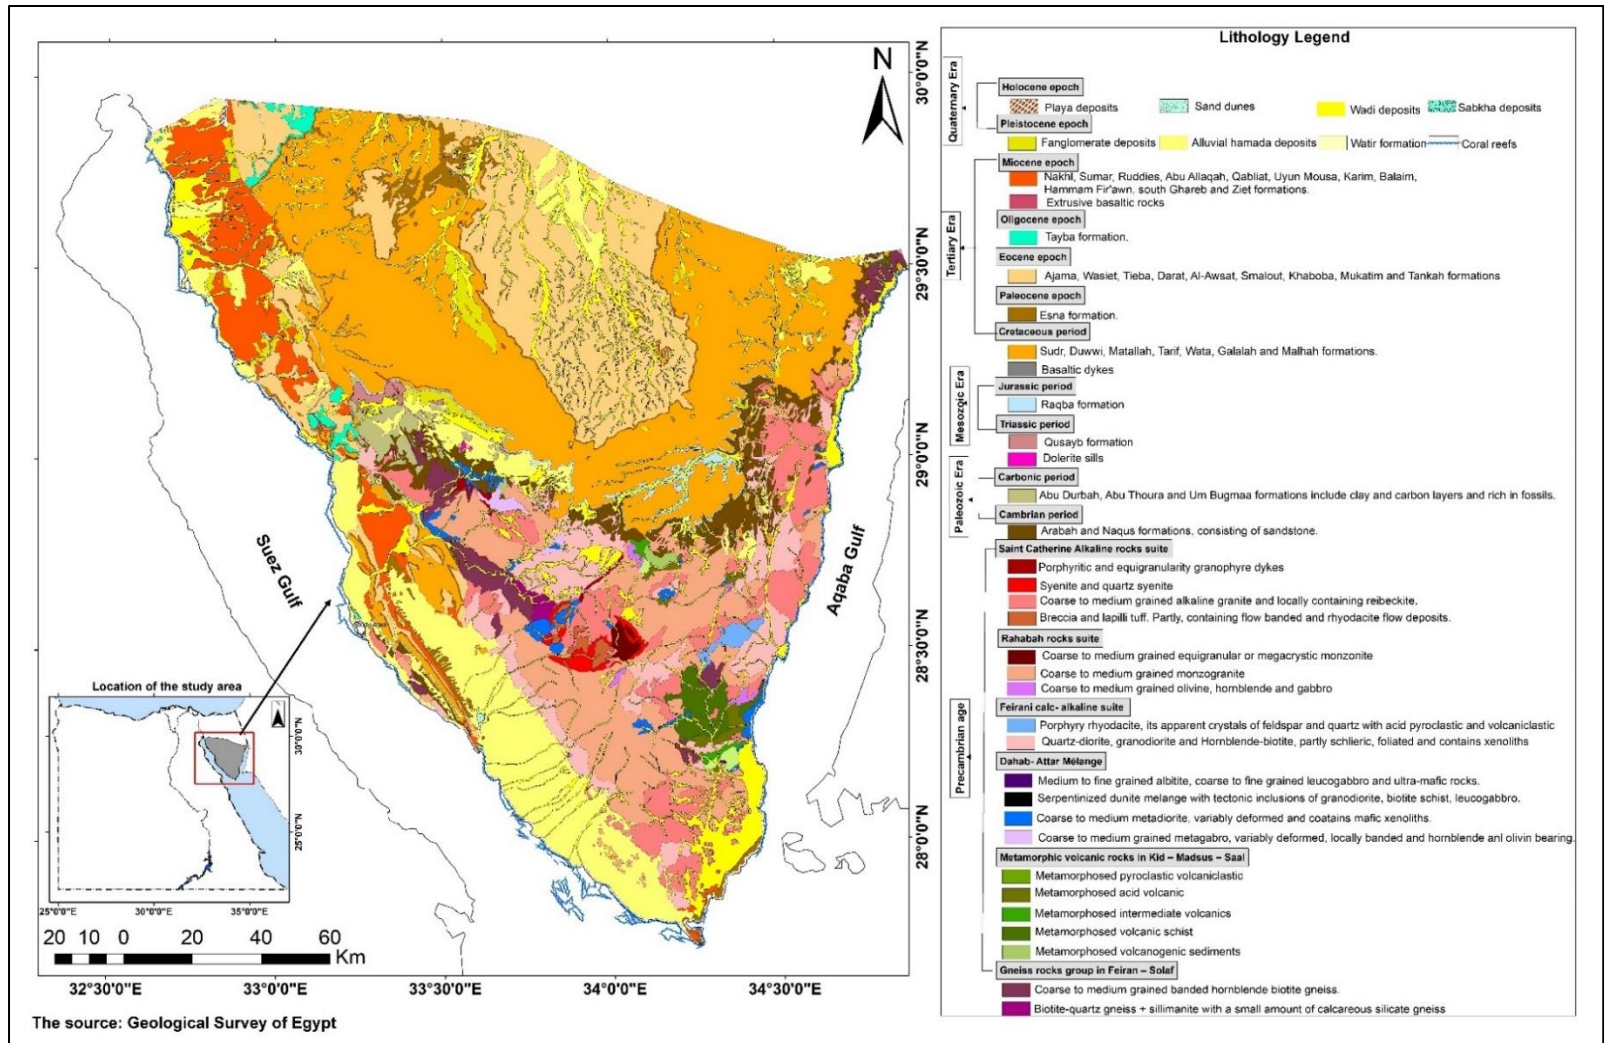 N
30°0'0"N
29°30'0"N
29°0'0"N
28°30'0"N
28°0'0"N
Suez Gulf
Aqaba Gulf
Location of the study area
30°0'0"N
25°0'0"N
25°0'0"E 30°0'0"E 35°0'0"E
20 10 0 20 40 60
Km
32°30'0"E 33°0'0"E 33°30'0"E 34°0'0"E 34°30'0"E
The source: Geological Survey of Egypt
Lithology Legend
Quaternary Era
Holocene epoch
Playa deposits Sand dunes Wadi deposits Sabkha deposits
Pleistocene epoch
Fanglomerate deposits Alluvial hamada deposits Watir formation Coral reefs
Tertiary Era
Miocene epoch
Nakhl, Sumar, Ruddies, Abu Allaqah, Qabliat, Uyun Mousa, Karim, Balaim,
Hammam Fir'awn, south Ghareb and Ziet formations.
Extrusive basaltic rocks
Oligocene epoch
Tayba formation.
Eocene epoch
Ajama, Wasiet, Tieba, Darat, Al-Awsat, Smalout, Khaboba, Mukatim and Tankah formations
Paleocene epoch
Esna formation.
Cretaceous period
Sudr, Duwwi, Matallah, Tarif, Wata, Galalah and Malhah formations.
Basaltic dykes
Mesozoic Era
Jurassic period
Raqba formation
Triassic period
Qusayb formation
Dolerite sills
Paleozoic Era
Carbonic period
Abu Durbah, Abu Thoura and Um Bugmaa formations include clay and carbon layers and rich in fossils.
Cambrian period
Arabah and Naqus formations, consisting of sandstone.
Precambrian age
Saint Catherine Alkaline rocks suite
Porphyritic and equigranularity granophyre dykes
Syenite and quartz syenite
Coarse to medium grained alkaline granite and locally containing reibeckite.
Breccia and lapilli tuff. Partly, containing flow banded and rhyodacite flow deposits.
Rahabah rocks suite
Coarse to medium grained equigranular or megacrystic monzonite
Coarse to medium grained monzogranite
Coarse to medium grained olivine, hornblende and gabbro
Feirani calc- alkaline suite
Porphyry rhyodacite, its apparent crystals of feldspar and quartz with acid pyroclastic and volcaniclastic
Quartz-diorite, granodiorite and Hornblende-biotite, partly schlieric, foliated and contains xenoliths
Dahab- Attar Mélange
Medium to fine grained albitite, coarse to fine grained leucogabbro and ultra-mafic rocks.
Serpentinized dunite melange with tectonic inclusions of granodiorite, biotite schist, leucogabbro.
Coarse to medium metadiorite, variably deformed and coatains mafic xenoliths.
Coarse to medium grained metagabro, variably deformed, locally banded and hornblende anl olivin bearing.
Metamorphic volcanic rocks in Kid – Madsus – Saal
Metamorphosed pyroclastic volcaniclastic
Metamorphosed acid volcanic
Metamorphosed intermediate volcanics
Metamorphosed volcanic schist
Metamorphosed volcanogenic sediments
Gneiss rocks group in Feiran – Solaf
Coarse to medium grained banded hornblende biotite gneiss.
Biotite-quartz gneiss + sillimanite with a small amount of calcareous silicate gneiss